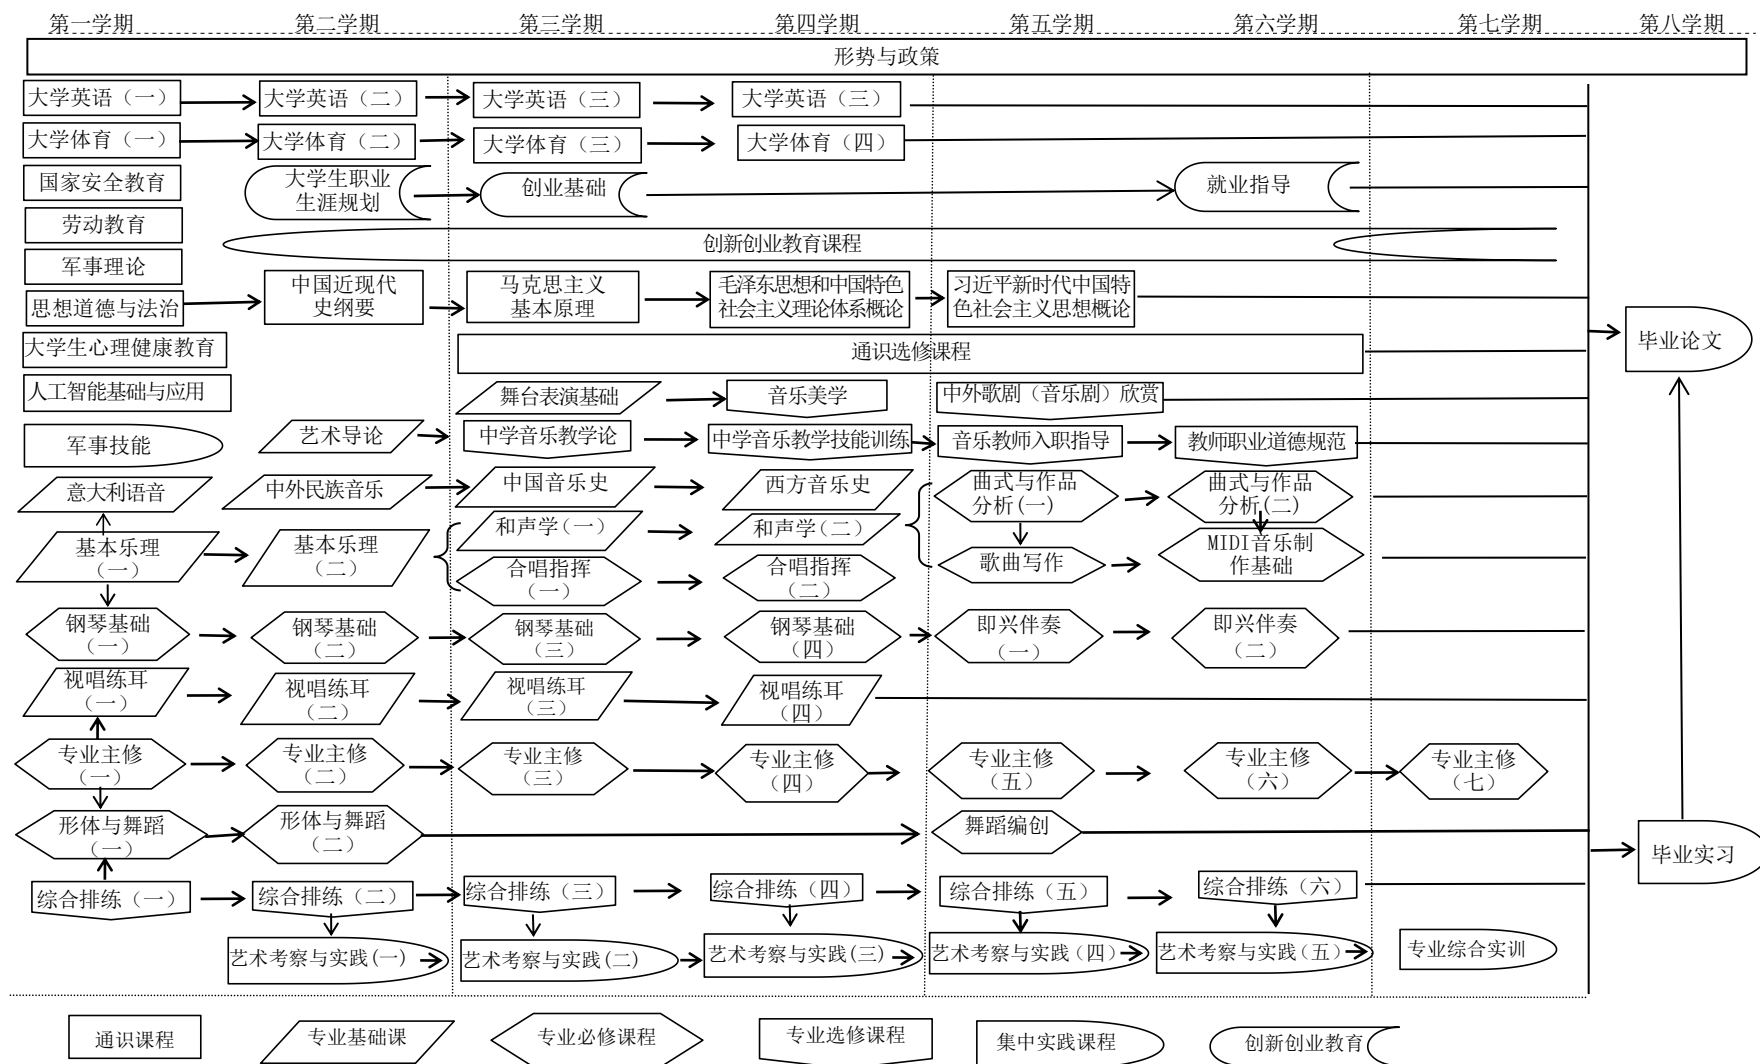 第一学期 第二学期 第三学期 第四学期 第五学期 第六学期 第七学期 第八学期
形势与政策
大学英语（一） 大学英语（二） 大学英语（三） 大学英语（三）
大学体育（一） 大学体育（二） 大学体育（三） 大学体育（四）
国家安全教育
大学生职业
生涯规划
创业基础
就业指导
劳动教育
创新创业教育课程
军事理论
思想道德与法治
中国近现代
史纲要
马克思主义
基本原理
毛泽东思想和中国特色
社会主义理论体系概论
习近平新时代中国特
色社会主义思想概论
毕业论文
大学生心理健康教育
通识选修课程
人工智能基础与应用
舞台表演基础
音乐美学
中外歌剧（音乐剧）欣赏
军事技能
艺术导论
中学音乐教学论
中学音乐教学技能训练
音乐教师入职指导
教师职业道德规范
意大利语音
中外民族音乐
中国音乐史
西方音乐史
曲式与作品
分析(一)
曲式与作品
分析(二)
基本乐理
（一）
基本乐理
（二）
和声学（一）
和声学（二）
合唱指挥
（一）
合唱指挥
（二）
歌曲写作
MIDI音乐制
作基础
钢琴基础
（一）
钢琴基础
（二）
钢琴基础
（三）
钢琴基础
（四）
即兴伴奏
（一）
即兴伴奏
（二）
视唱练耳
（一）
视唱练耳
（二）
视唱练耳
（三）
视唱练耳
（四）
专业主修
（一）
专业主修
（二）
专业主修
（三）
专业主修
（四）
专业主修
（五）
专业主修
（六）
专业主修
（七）
形体与舞蹈
（一）
形体与舞蹈
（二）
舞蹈编创
毕业实习
综合排练（一） 综合排练（二） 综合排练（三） 综合排练（四） 综合排练（五） 综合排练（六）
艺术考察与实践(一) 艺术考察与实践(二) 艺术考察与实践(三) 艺术考察与实践（四） 艺术考察与实践（五） 专业综合实训
通识课程 专业基础课 专业必修课程 专业选修课程 集中实践课程 创新创业教育